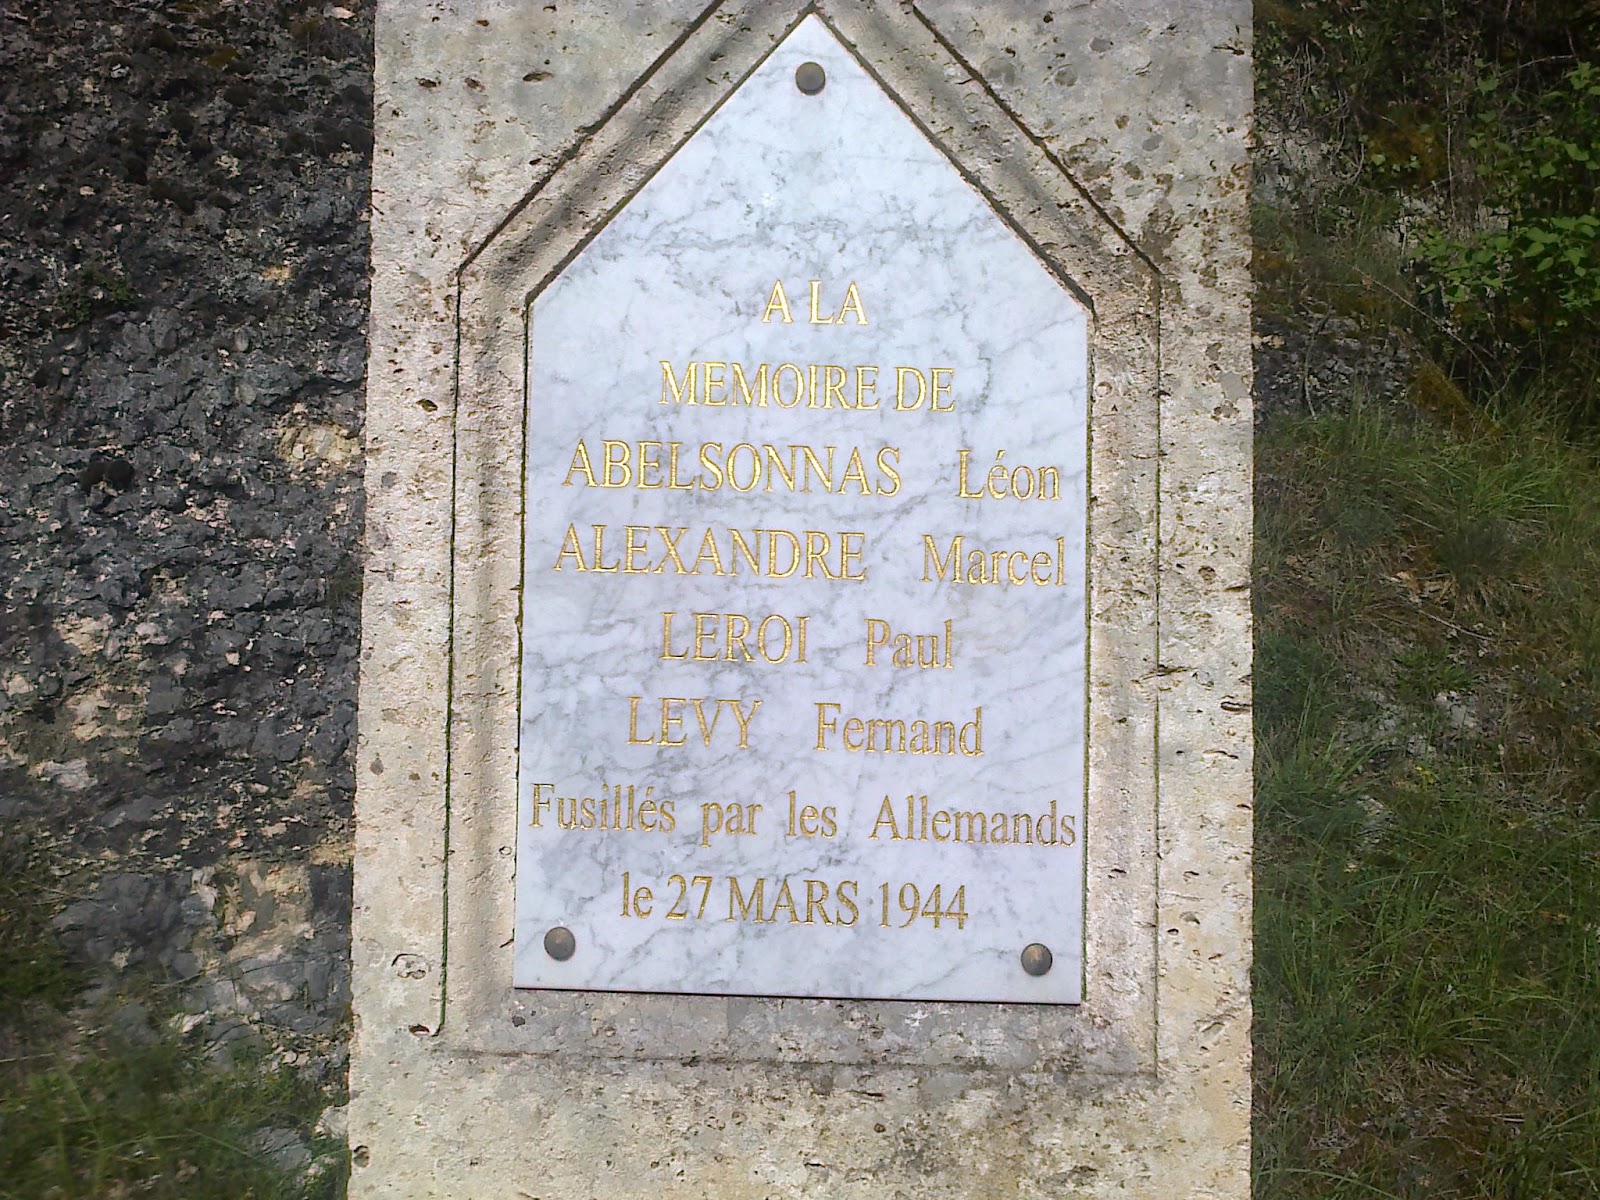 A LA
MEMOIRE DE
ABELSONNAS Léon
ALEXANDRE Marcel
LEROI Paul
LEVY Fernand
Fusillés par les Allemands
le 27 MARS 1944